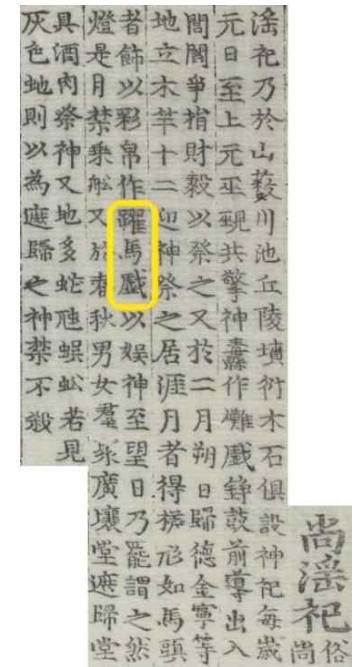 尚淫祀俗尚
淫祀乃於山藪川池丘陵墳衍木石俱設神祀每歲
元日至上元巫覡共擎神纛作儺戲錚鼓前導出入
閭閻爭捐財穀以祭之又於二月朔日歸德金寧等
地立木竿十二迎神祭之居涯月者得槎形如馬頭
者飾以彩帛作躍馬戲以娛神至望日乃罷謂之然
燈是月禁乘船又於春秋男女羣聚廣壤堂遮歸堂
具酒肉祭神又地多蛇虺蜈蚣若見
灰色虵則以為遮歸之神禁不殺